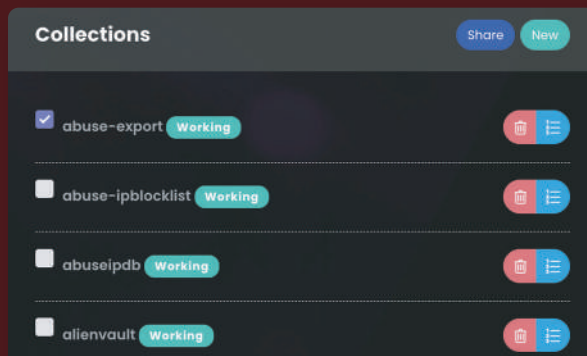 Collections Share New
abuse-export Working
abuse-ipblocklist Working
abuseipdb Working
alienvault Working